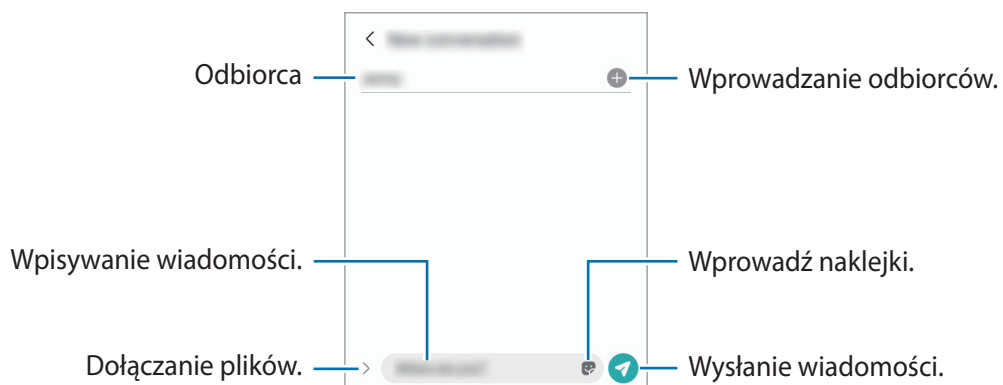 Odbiorca
Wprowadzanie odbiorców.
Wpisywanie wiadomości.
Wprowadź naklejki.
Dołączanie plików.
Wysłanie wiadomości.